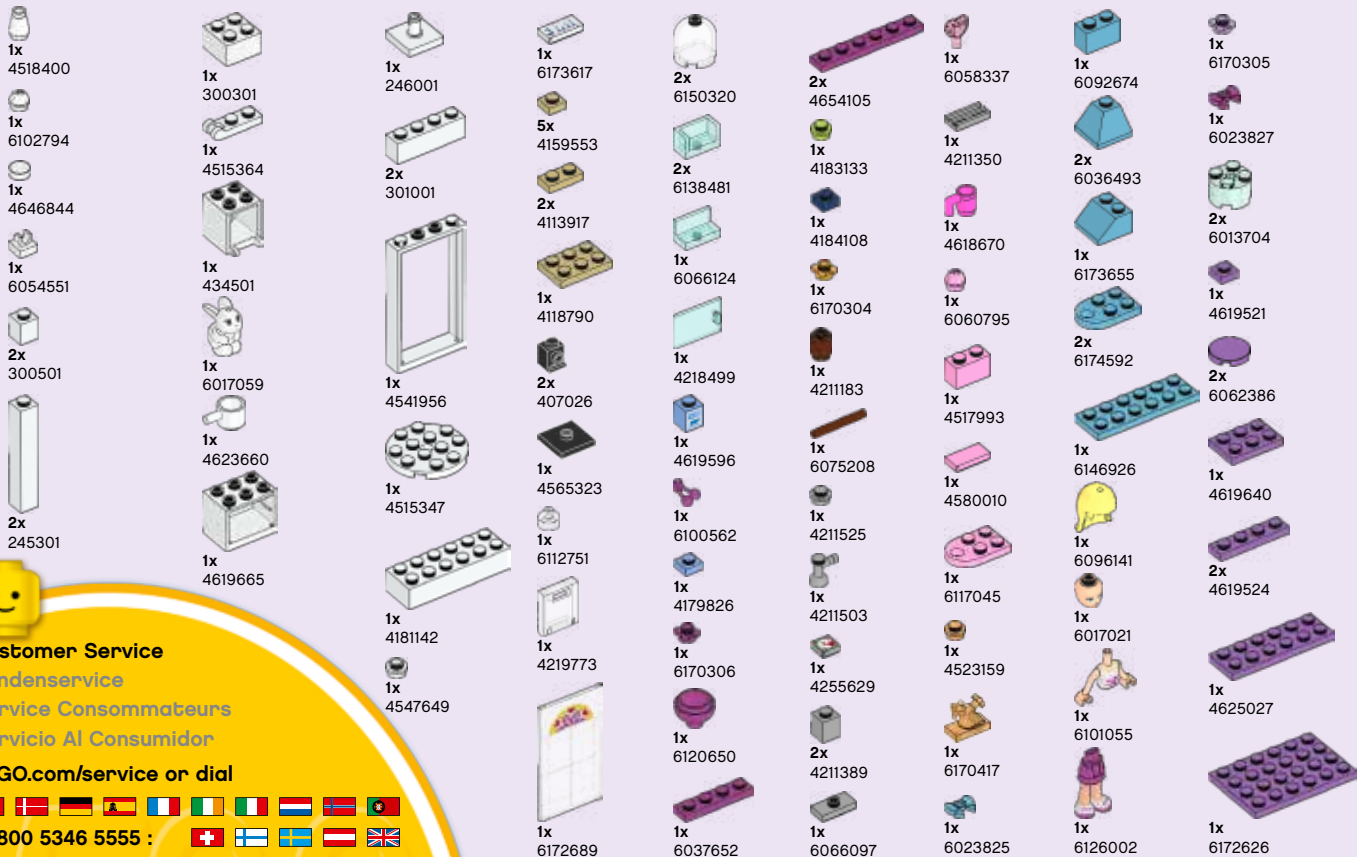 1x
4518400
1x
6102794
1x
4646844
1x
6054551
2x
300501
2x
245301
1x
300301
1x
4515364
1x
434501
1x
6017059
1x
4623660
1x
4619665
1x
246001
2x
301001
1x
4541956
1x
4515347
1x
4181142
1x
4547649
1x
6173617
5x
4159553
2x
4113917
1x
4118790
2x
407026
1x
4565323
1x
6112751
1x
4219773
1x
6172689
2x
6150320
2x
6138481
1x
6066124
1x
4218499
1x
4619596
1x
6100562
1x
4179826
1x
6170306
1x
6120650
1x
6037652
2x
4654105
1x
4183133
1x
4184108
1x
6170304
1x
4211183
1x
6075208
1x
4211525
1x
4211503
1x
4255629
2x
4211389
1x
6066097
1x
6058337
1x
4211350
1x
4618670
1x
6060795
1x
4517993
1x
4580010
1x
6117045
1x
4523159
1x
6170417
1x
6023825
1x
6092674
2x
6036493
1x
6173655
2x
6174592
1x
6146926
1x
6096141
1x
6017021
1x
6101055
1x
6126002
1x
6170305
1x
6023827
2x
6013704
1x
4619521
2x
6062386
1x
4619640
2x
4619524
1x
4625027
1x
6172626
stomer Service
ndenservice
rvice Consommateurs
rvicio Al Consumidor
GO.com/service or dial
800 5346 5555 :